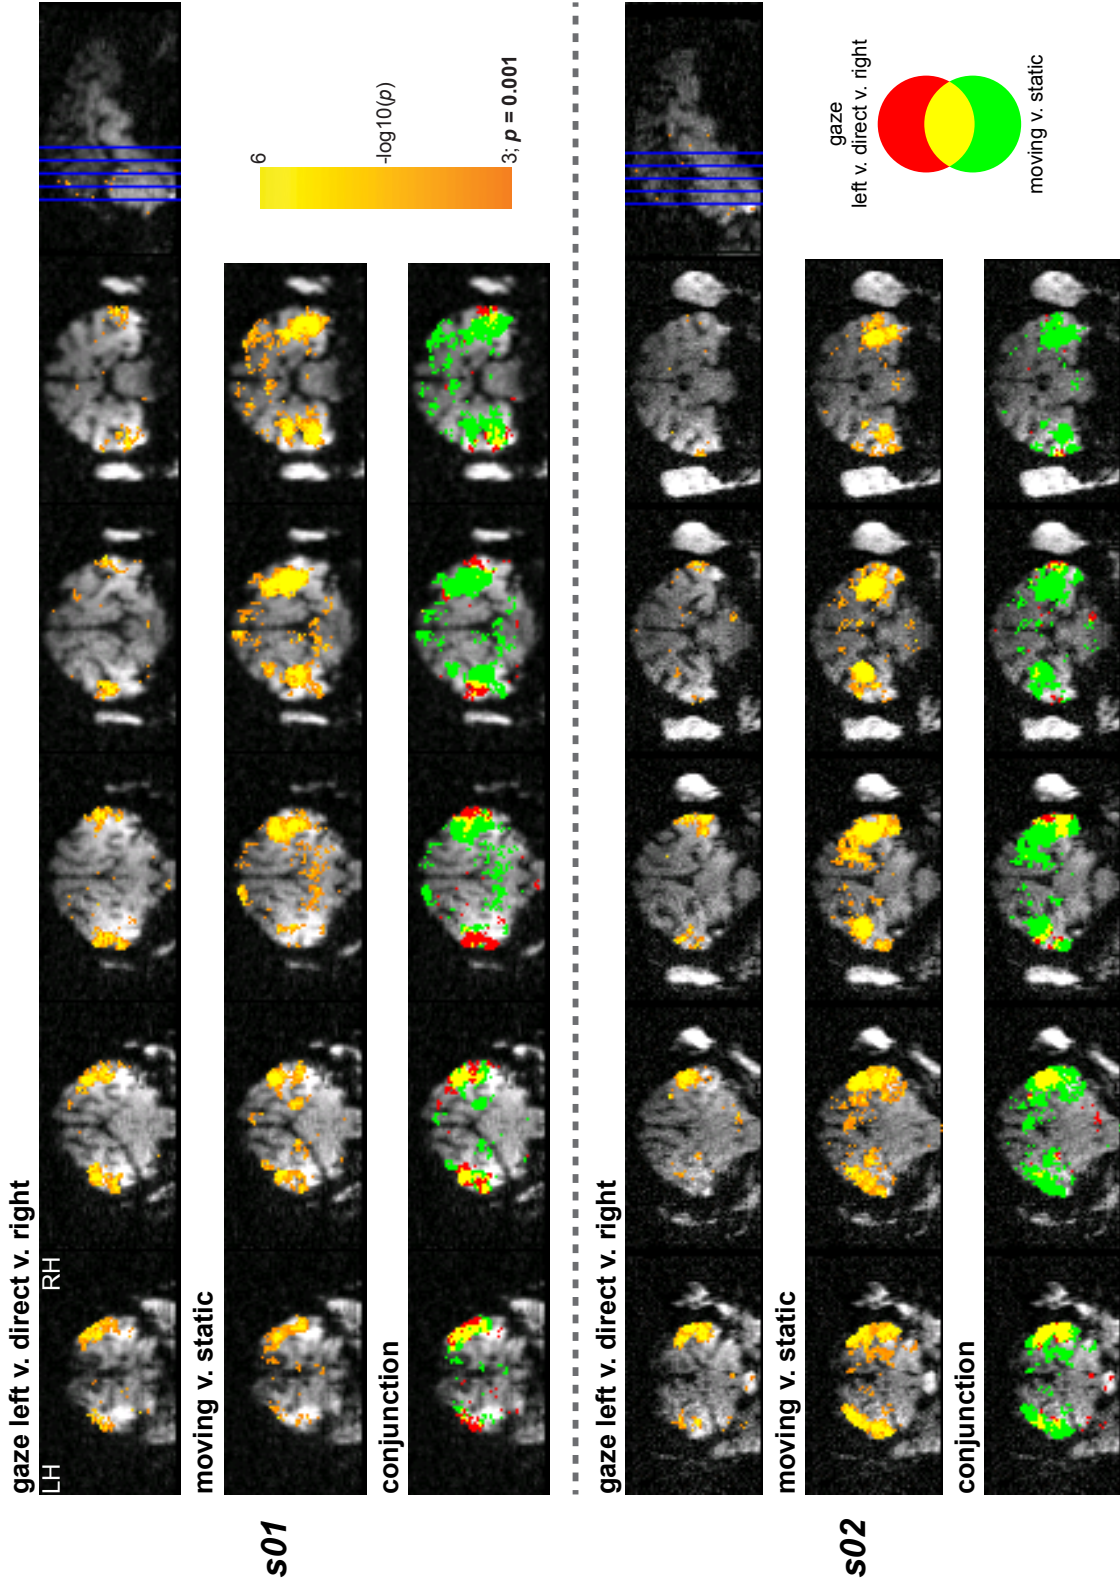 s01
gaze left v. direct v. right
LH
RH
moving v. static
conjunction
6
-log10(p)
3; p = 0.001
s02
gaze left v. direct v. right
moving v. static
conjunction
gaze
left v. direct v. right
moving v. static